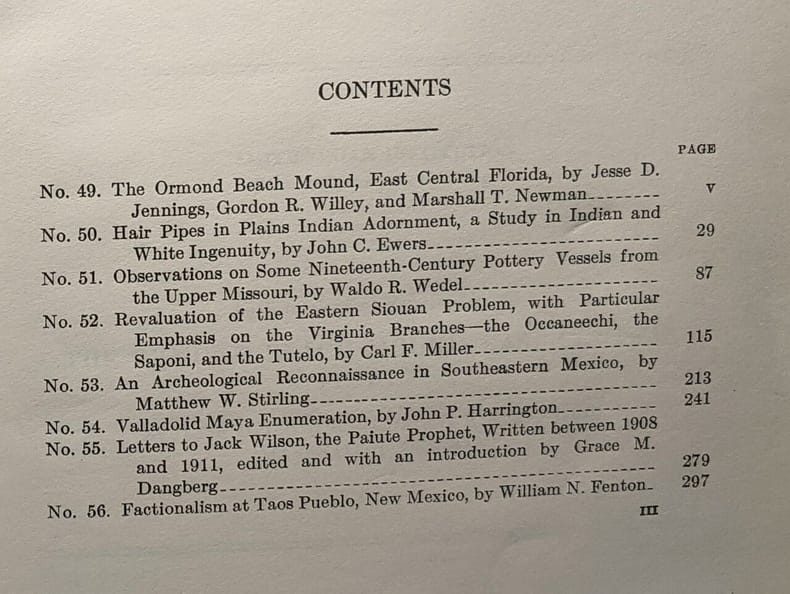 CONTENTS
PAGE
No. 49. The Ormond Beach Mound, East Central Florida, by Jesse D.
Jennings, Gordon R. Willey, and Marshall T. Newman-------- V
No. 50. Hair Pipes in Plains Indian Adornment, a Study in Indian and
White Ingenuity, by John C. Ewers-------------------------- 29
No. 51. Observations on Some Nineteenth-Century Pottery Vessels from
the Upper Missouri, by Waldo R. Wedel---------------------- 87
No. 52. Revaluation of the Eastern Siouan Problem, with Particular
Emphasis on the Virginia Branches—the Occaneechi, the
Saponi, and the Tutelo, by Carl F. Miller--------------------- 115
No. 53. An Archeological Reconnaissance in Southeastern Mexico, by
Matthew W. Stirling---------------------------------------- 213
No. 54. Valladolid Maya Enumeration, by John P. Harrington----------- 241
No. 55. Letters to Jack Wilson, the Paiute Prophet, Written between 1908
and 1911, edited and with an introduction by Grace M.
Dangberg-------------------------------------------------- 279
No. 56. Factionalism at Taos Pueblo, New Mexico, by William N. Fenton- 297
III